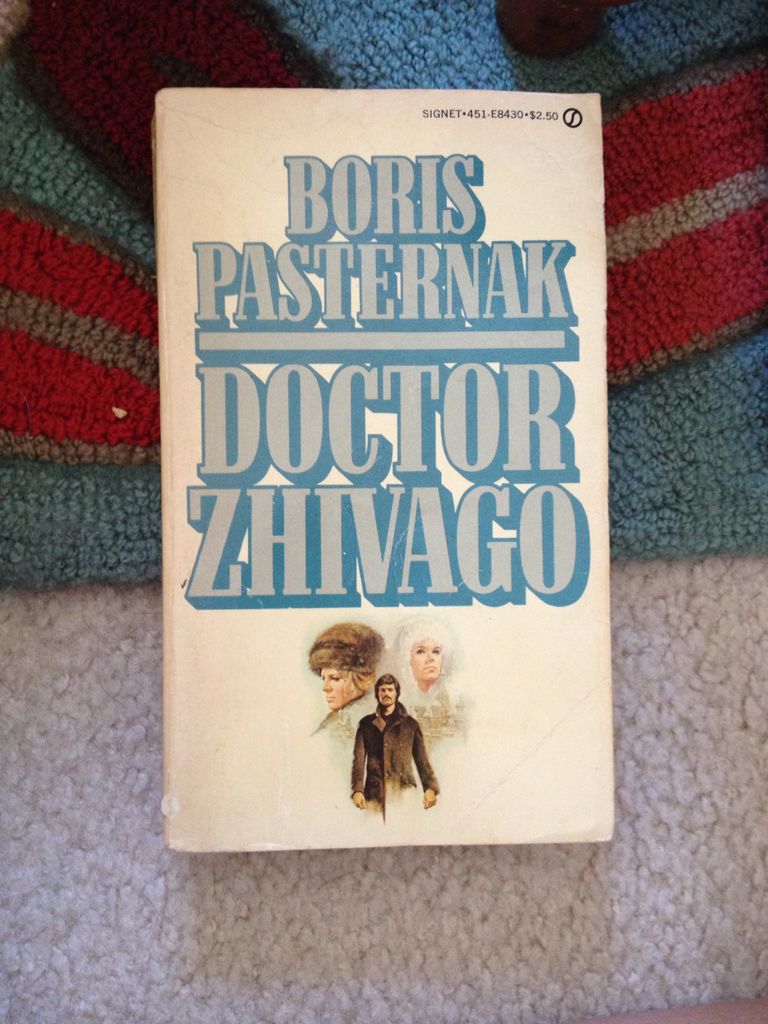 SIGNET•451-E8430•$2.50
BORIS
PASTERNAK
DOCTOR
ZHIVAGO